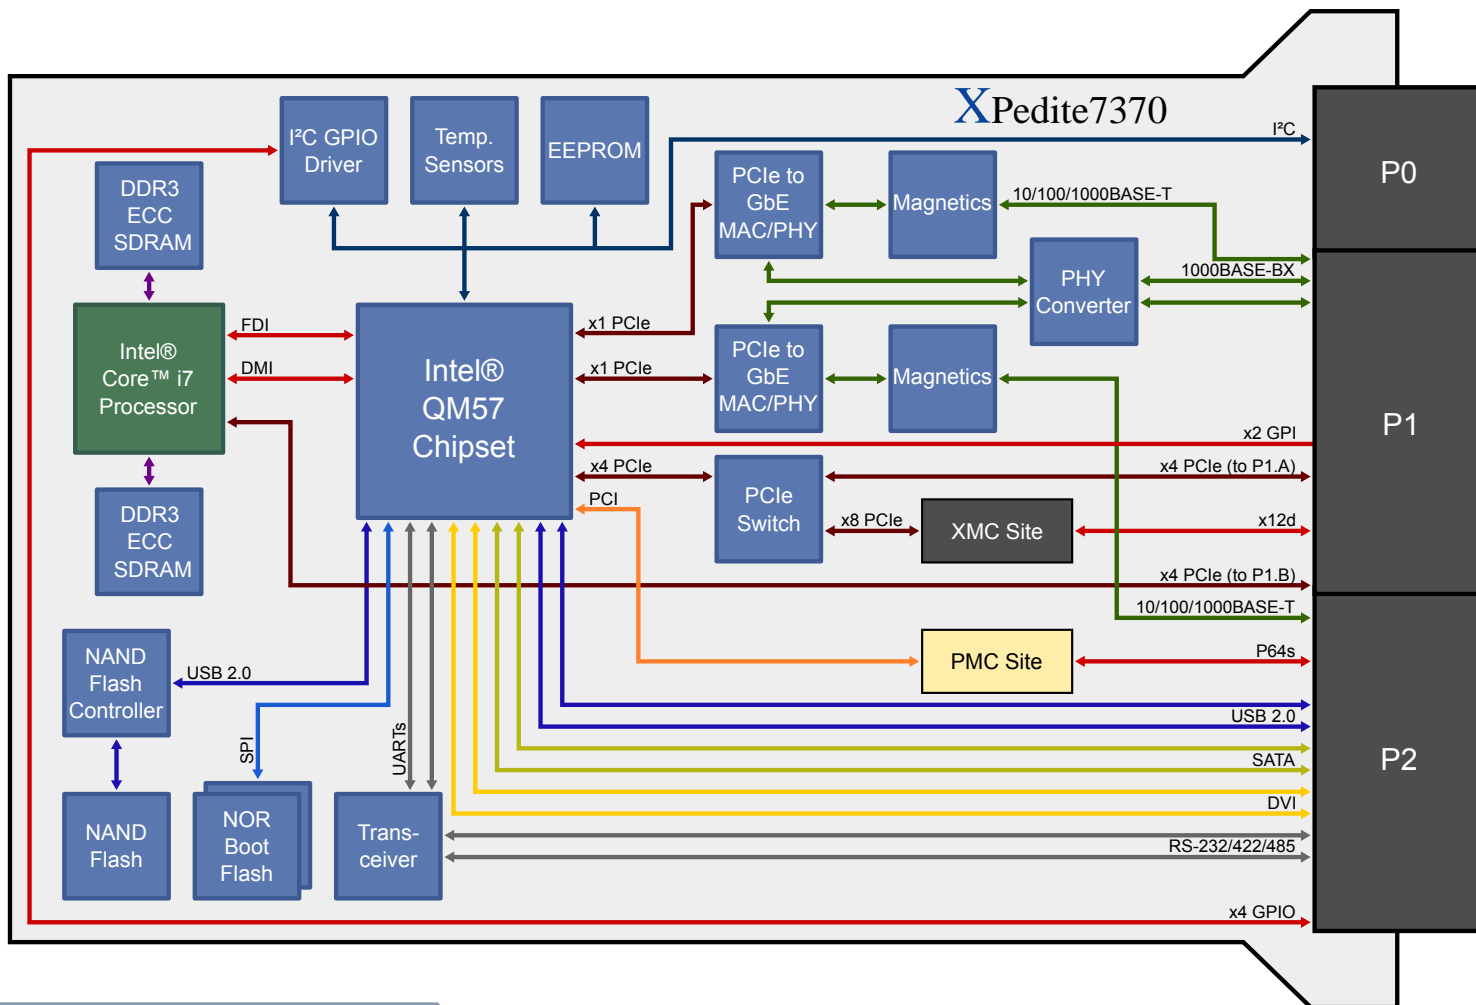 XPedite7370
I²C GPIO
Driver
Temp.
Sensors
EEPROM
I²C
P0
DDR3
ECC
SDRAM
PCIe to
GbE
MAC/PHY
Magnetics
10/100/1000BASE-T
1000BASE-BX
PHY
Converter
Intel®
Core™ i7
Processor
FDI
DMI
Intel®
QM57
Chipset
x1 PCIe
x1 PCIe
PCIe to
GbE
MAC/PHY
Magnetics
P1
x2 GPI
x4 PCIe
PCI
PCIe
Switch
x4 PCIe (to P1.A)
x8 PCIe
XMC Site
x12d
DDR3
ECC
SDRAM
x4 PCIe (to P1.B)
10/100/1000BASE-T
PMC Site
P64s
NAND
Flash
Controller
USB 2.0
SPI
UARTs
USB 2.0
SATA
DVI
P2
NAND
Flash
NOR
Boot
Flash
Trans-
ceiver
RS-232/422/485
x4 GPIO